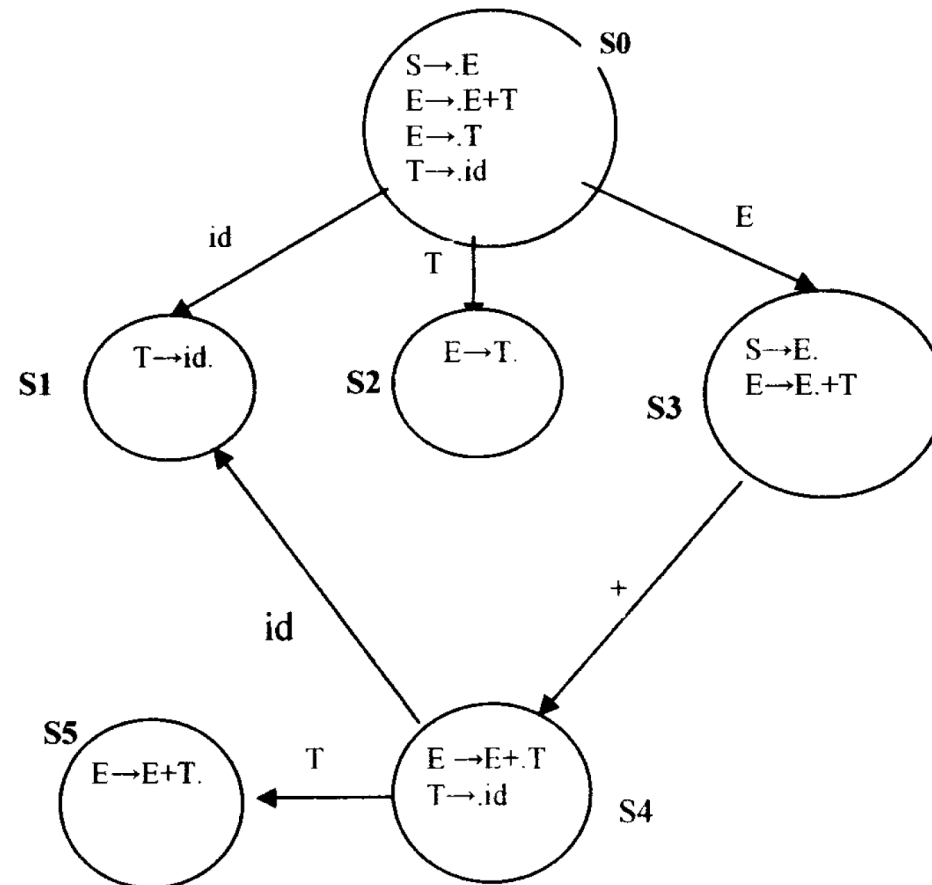 S0
S→.E
E→.E+T
E→.T
T→.id
id
T
E
S1
T→id.
S2
E→T.
S3
S→E.
E→E.+T
id
+
S5
E→E+T.
T
E→E+.T
T→.id
S4